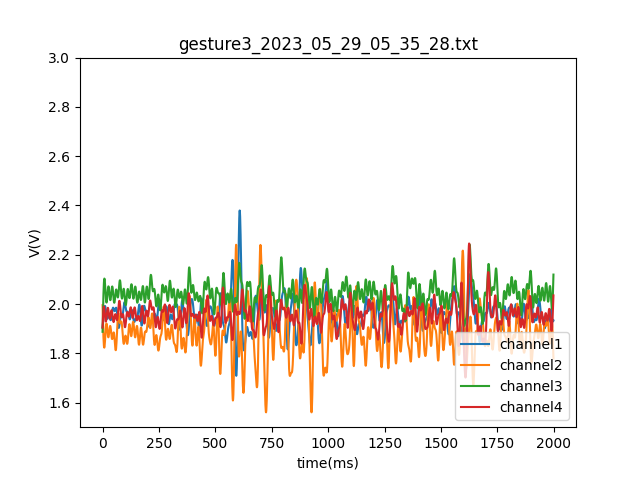 gesture3_2023_05_29_05_35_28.txt
3.0
2.8
2.6
2.4
2.2
2.0
1.8
1.6
V(V)
channel1
channel2
channel3
channel4
0 250 500 750 1000 1250 1500 1750 2000
time(ms)